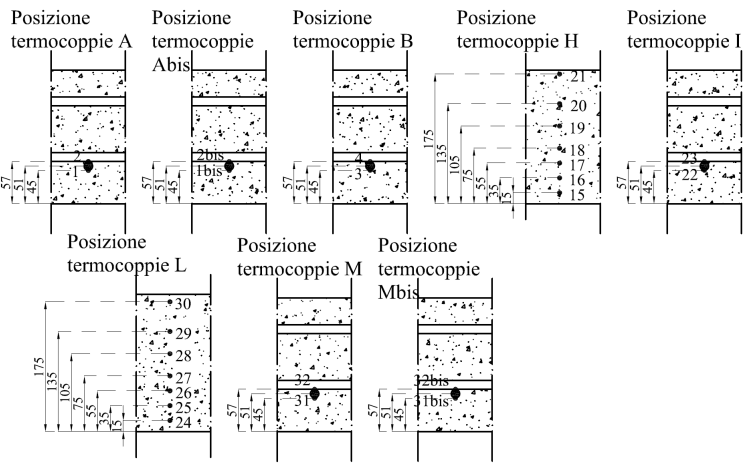 Posizione
termocoppie A
2
1
57
51
45
Posizione
termocoppie
Abis
2bis
1bis
57
51
45
Posizione
termocoppie B
4
3
57
51
45
Posizione
termocoppie H
21
20
19
18
17
16
15
175
135
105
75
55
35
15
Posizione
termocoppie I
23
22
57
51
45
Posizione
termocoppie L
30
29
28
27
26
25
24
175
135
105
75
55
35
15
Posizione
termocoppie M
32
31
57
51
45
Posizione
termocoppie
Mbis
32bis
31bis
57
51
45